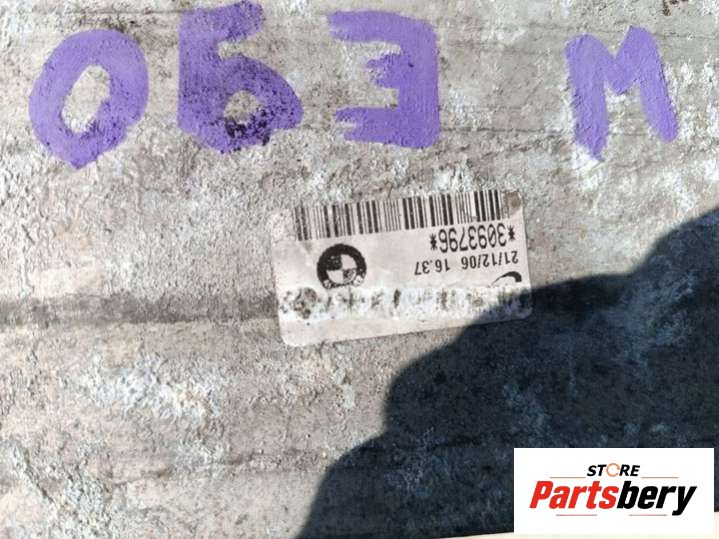 M E90
21/12/06 16.37
*3093796*
STORE
Partsbery